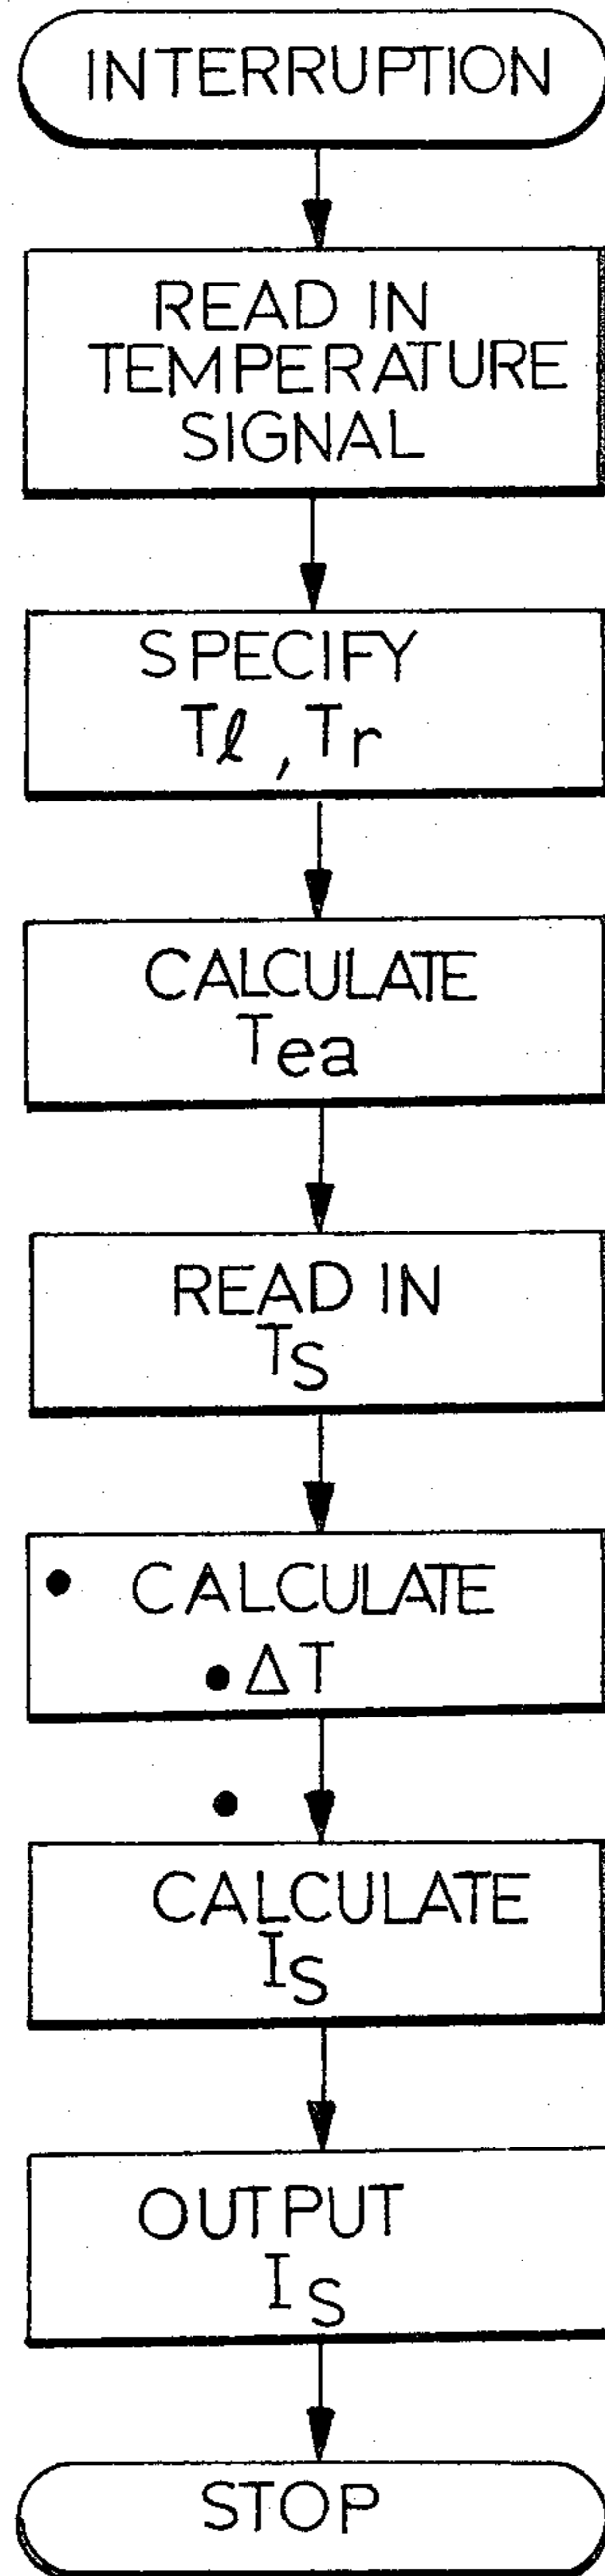 INTERRUPTION
READ IN
TEMPERATURE
SIGNAL
SPECIFY
Tℓ, Tr
CALCULATE
Tea
READ IN
TS
CALCULATE
ΔT
CALCULATE
IS
OUTPUT
IS
STOP